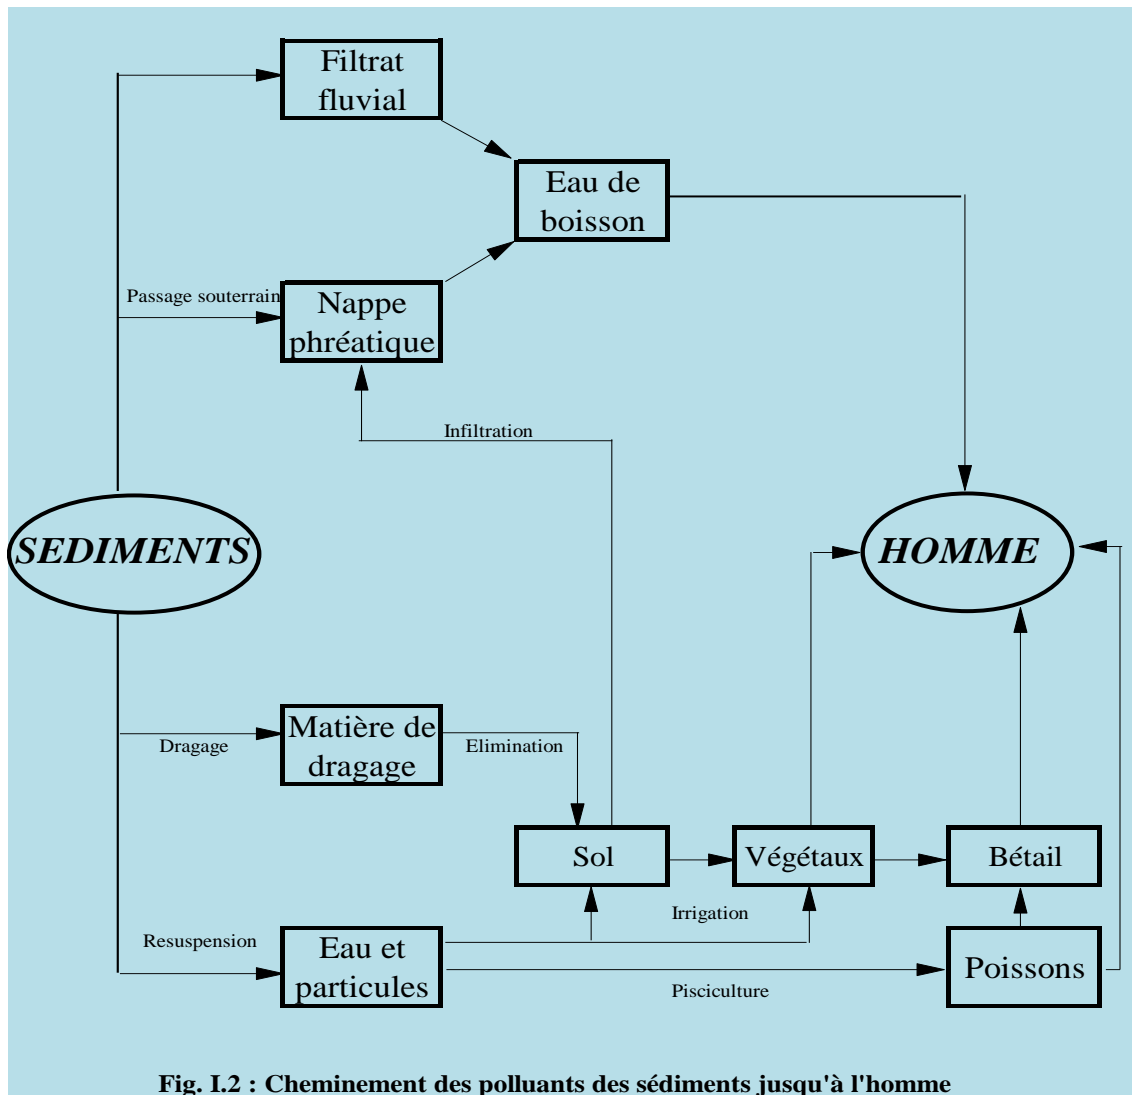 Filtrat
fluvial
Eau de
boisson
Passage souterrain
Nappe
phréatique
Infiltration
SEDIMENTS
HOMME
Dragage
Matière de
dragage
Elimination
Sol
Végétaux
Bétail
Irrigation
Resuspension
Eau et
particules
Pisciculture
Poissons
Fig. I.2 : Cheminement des polluants des sédiments jusqu'à l'homme